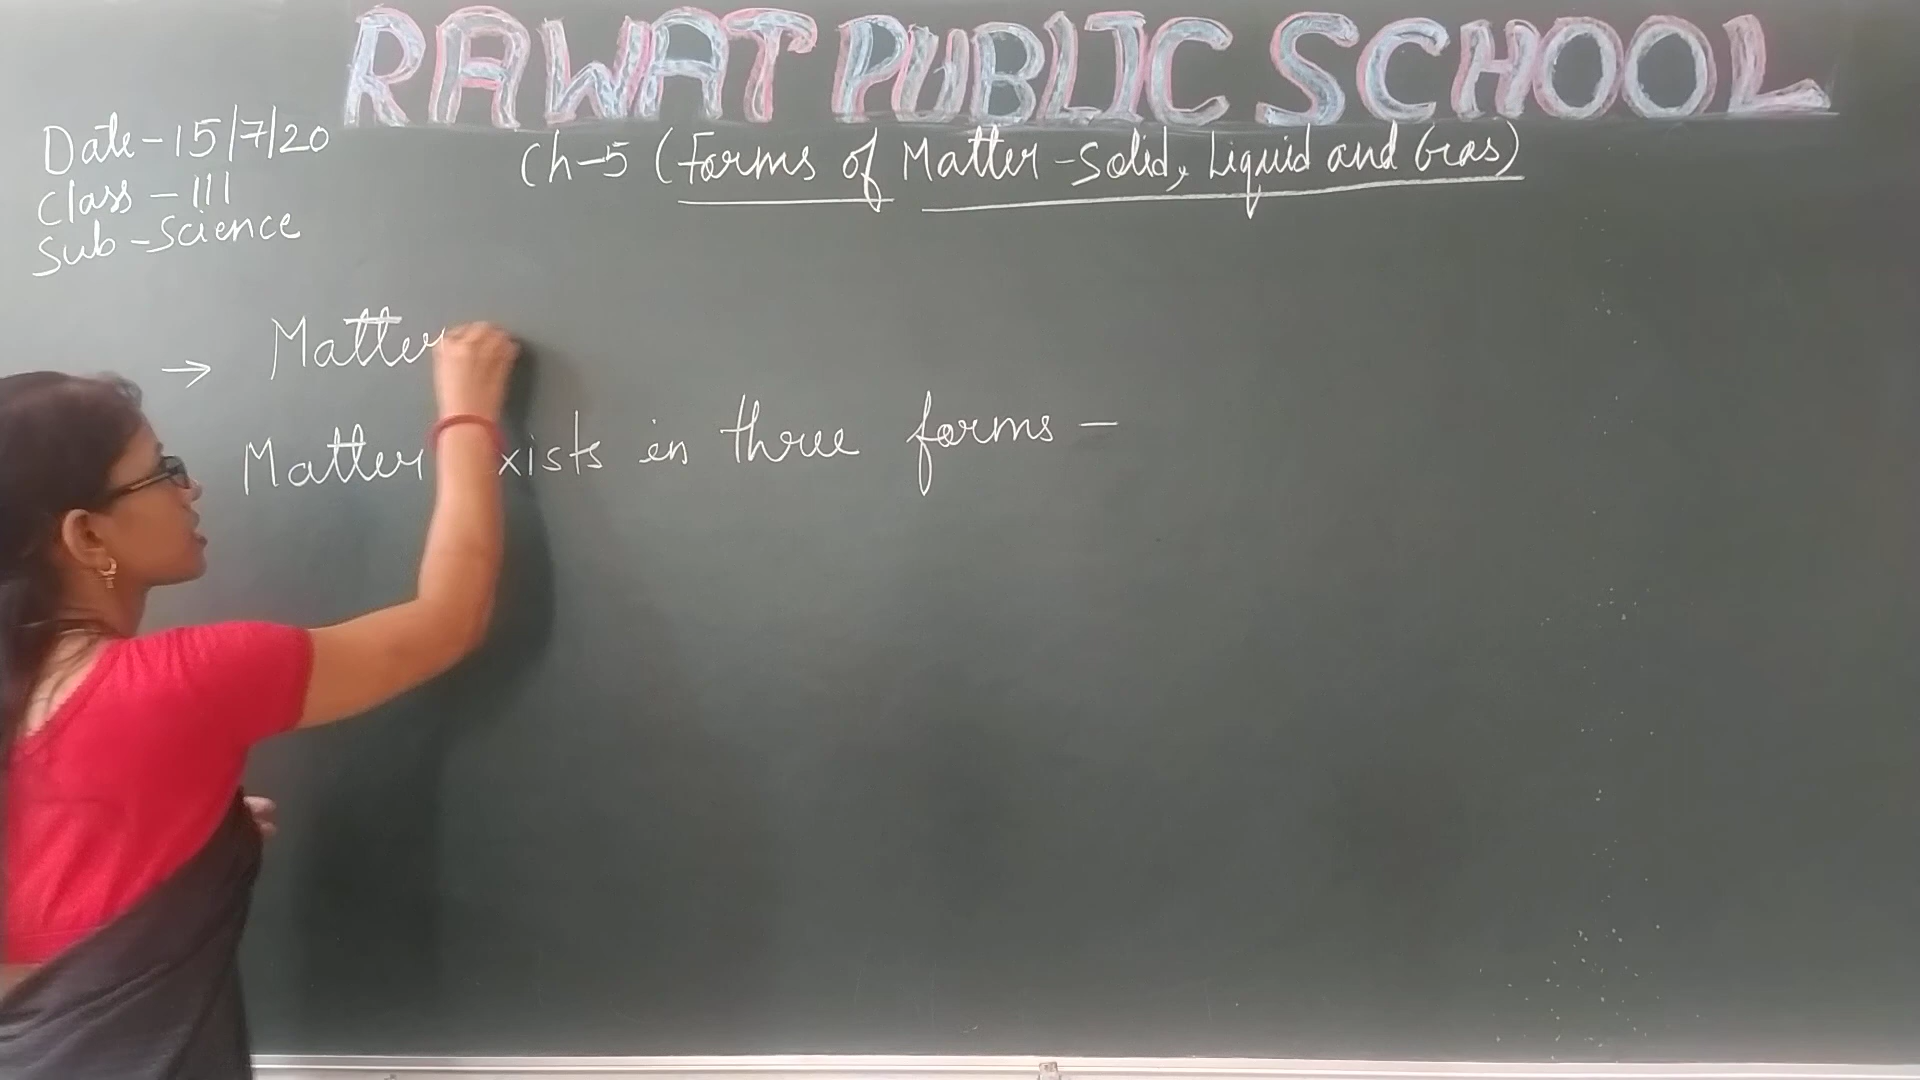 RAWAT PUBLIC SCHOOL
Date-15/7/20
Class-III
Sub-Science
Ch-5 (Forms of Matter-Solid, Liquid and Gas)
→ Matter
Matter exists in three forms -